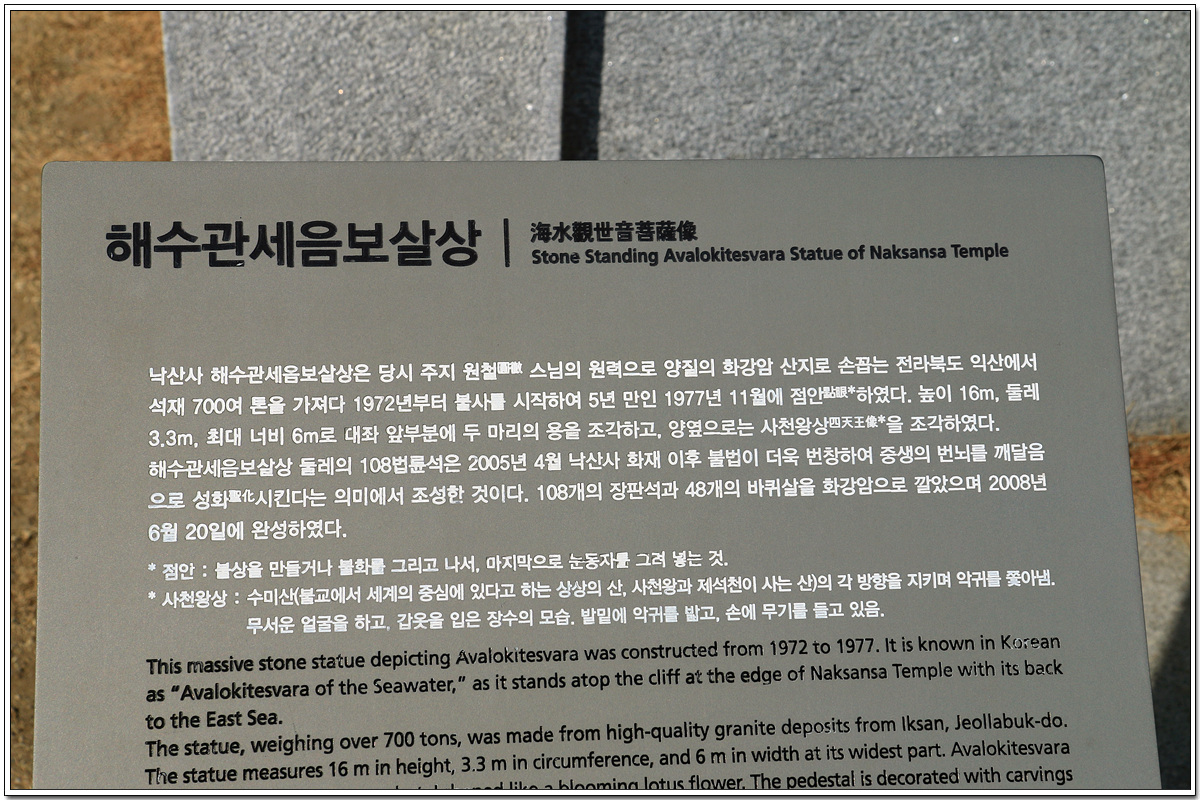 해수관세음보살상 | 海水觀世音菩薩像
Stone Standing Avalokitesvara Statue of Naksansa Temple
낙산사 해수관세음보살상은 당시 주지 원철圓徹 스님의 원력으로 양질의 화강암 산지로 손꼽는 전라북도 익산에서
석재 700여 톤을 가져다 1972년부터 불사를 시작하여 5년 만인 1977년 11월에 점안點眼*하였다. 높이 16m, 둘레
3.3m, 최대 너비 6m로 대좌 앞부분에 두 마리의 용을 조각하고, 양옆으로는 사천왕상四天王像*을 조각하였다.
해수관세음보살상 둘레의 108법륜석은 2005년 4월 낙산사 화재 이후 불법이 더욱 번창하여 중생의 번뇌를 깨달음
으로 성화聖化시킨다는 의미에서 조성한 것이다. 108개의 장판석과 48개의 바퀴살을 화강암으로 깔았으며 2008년
6월 20일에 완성하였다.
* 점안 : 불상을 만들거나 불화를 그리고 나서, 마지막으로 눈동자를 그려 넣는 것.
* 사천왕상 : 수미산(불교에서 세계의 중심에 있다고 하는 상상의 산, 사천왕과 제석천이 사는 산)의 각 방향을 지키며 악귀를 쫓아냄.
무서운 얼굴을 하고, 갑옷을 입은 장수의 모습. 발밑에 악귀를 밟고, 손에 무기를 들고 있음.
This massive stone statue depicting Avalokitesvara was constructed from 1972 to 1977. It is known in Korean
as “Avalokitesvara of the Seawater,” as it stands atop the cliff at the edge of Naksansa Temple with its back
to the East Sea.
The statue, weighing over 700 tons, was made from high-quality granite deposits from Iksan, Jeollabuk-do.
The statue measures 16 m in height, 3.3 m in circumference, and 6 m in width at its widest part. Avalokitesvara
like a blooming lotus flower. The pedestal is decorated with carvings